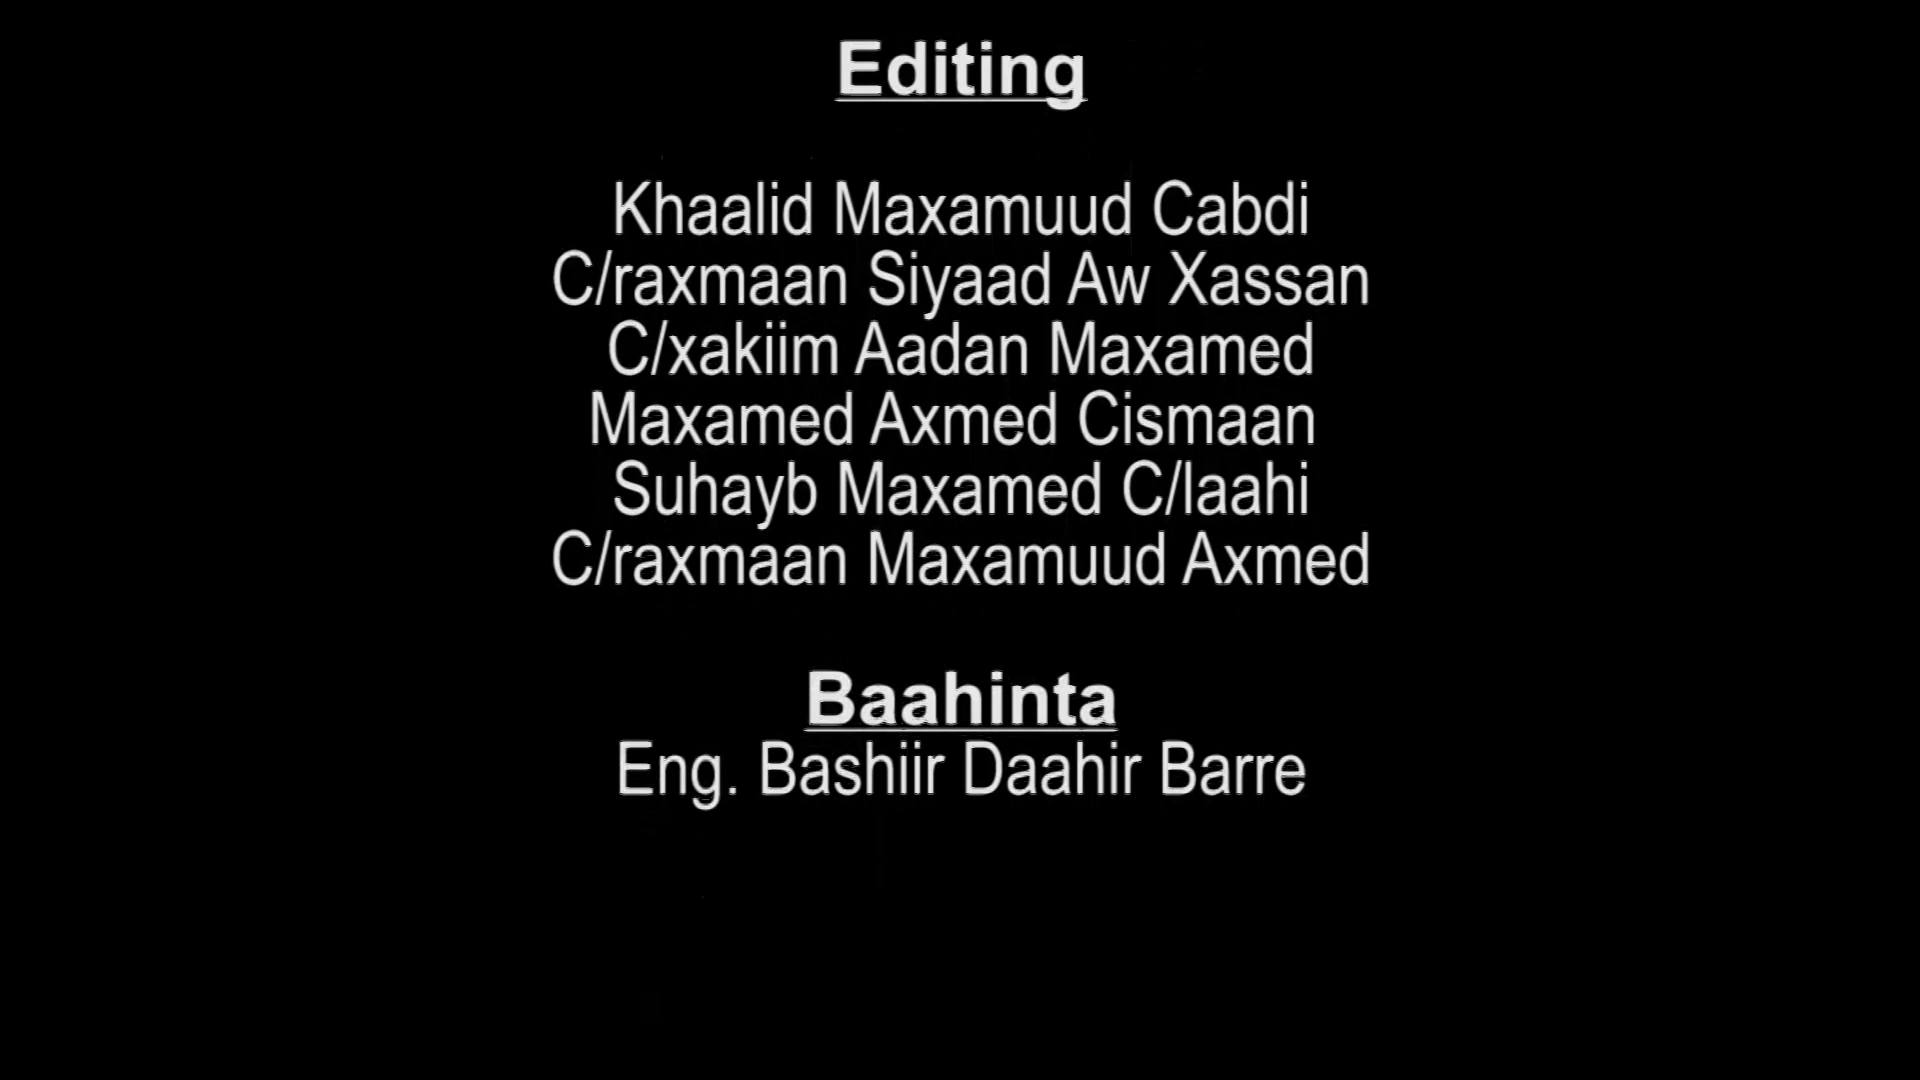 Editing
Khaalid Maxamuud Cabdi
C/raxmaan Siyaad Aw Xassan
C/xakiim Aadan Maxamed
Maxamed Axmed Cismaan
Suhayb Maxamed C/laahi
C/raxmaan Maxamuud Axmed
Baahinta
Eng. Bashiir Daahir Barre